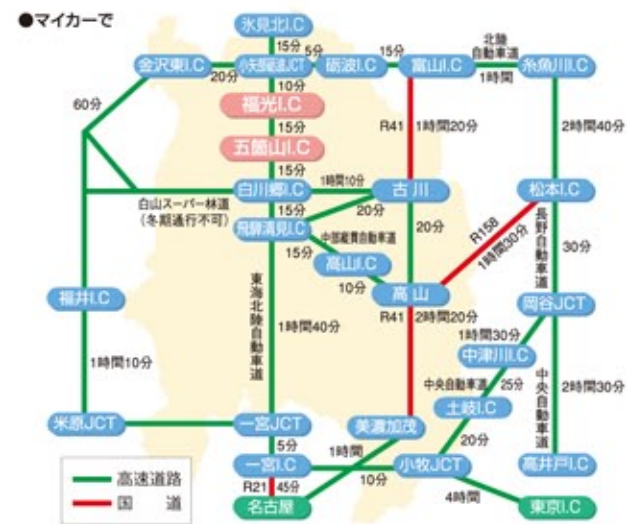 ●マイカーで
氷見北I.C
15分
5分
15分
北陸
自動車道
金沢東I.C
小矢部砺波JCT
砺波I.C
富山I.C
糸魚川I.C
20分
10分
1時間
福光I.C
60分
15分
R41
1時間20分
2時間40分
五箇山I.C
15分
白川郷I.C
1時間10分
古川
松本I.C
白山スーパー林道
(冬期通行不可)
15分
20分
飛騨清見I.C
中部縦貫自動車道
15分
20分
R158
1時間30分
長野自動車道
30分
高山I.C
10分
高山
福井I.C
東海北陸自動車道
1時間40分
R41
2時間20分
岡谷JCT
1時間30分
中津川I.C
1時間10分
中央自動車道
25分
中央自動車道
2時間30分
土岐I.C
米原JCT
一宮JCT
美濃加茂
20分
5分
1時間
一宮I.C
10分
小牧JCT
高井戸I.C
高速道路
国道
R21
45分
名古屋
4時間
東京I.C